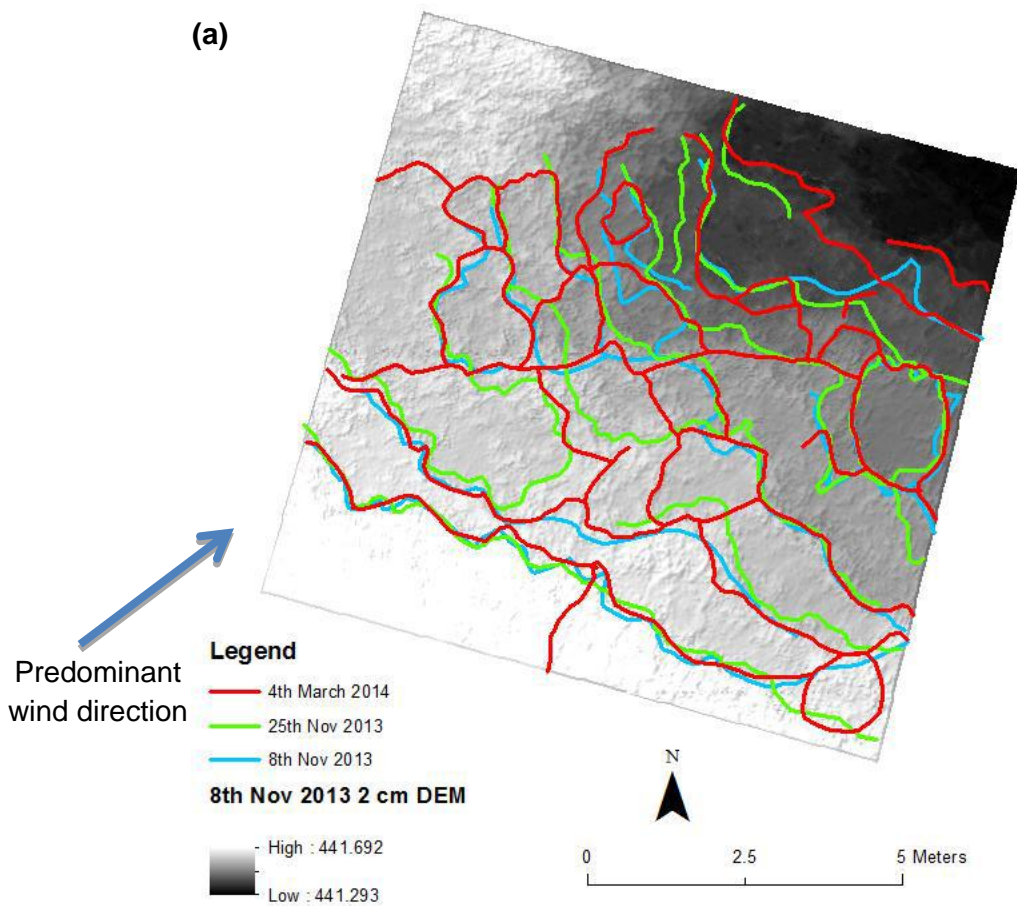 (a)
Predominant
wind direction
Legend
4th March 2014
25th Nov 2013
8th Nov 2013
8th Nov 2013 2 cm DEM
High : 441.692
Low : 441.293
N
0 2.5 5 Meters